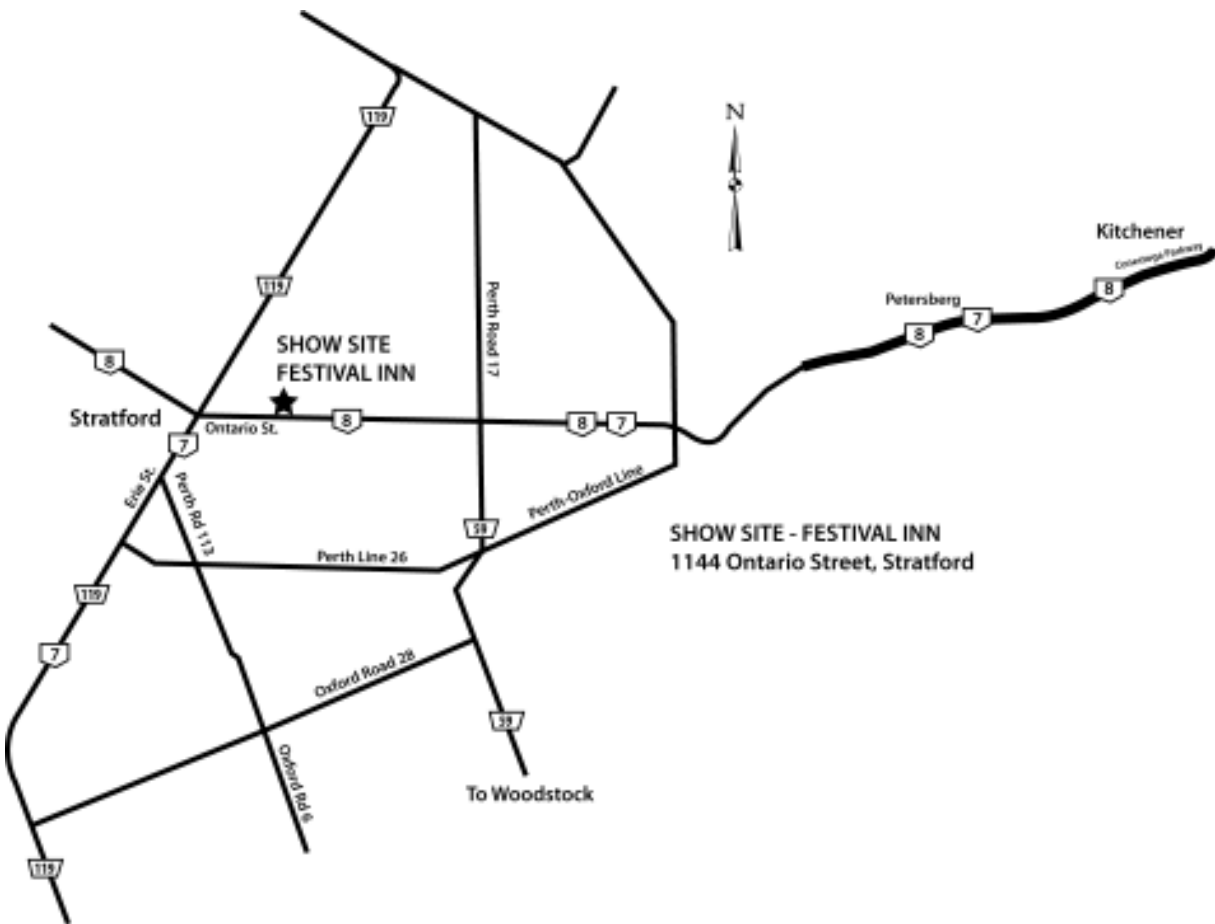 119
N
Kitchener
119
Perth Road 17
8
Petersberg
7
8
SHOW SITE
FESTIVAL INN
8
Stratford
Ontario St.
8
8
7
7
Erie St.
Perth Rd 113
Perth-Oxford Line
59
SHOW SITE - FESTIVAL INN
1144 Ontario Street, Stratford
Perth Line 26
119
7
Oxford Road 28
59
Oxford Rd 6
To Woodstock
119